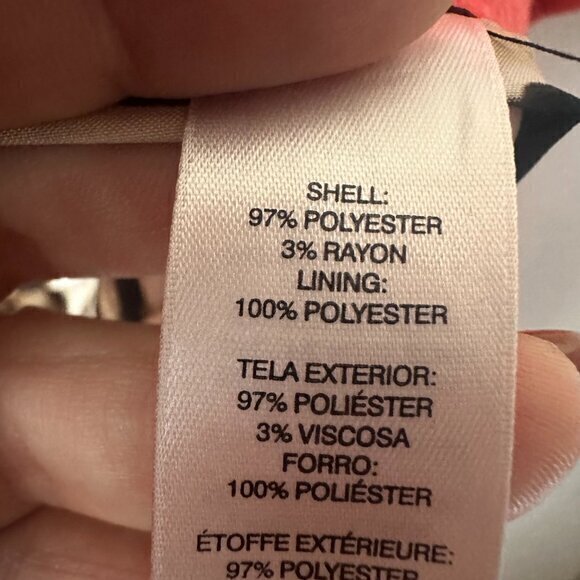 SHELL:
97% POLYESTER
3% RAYON
LINING:
100% POLYESTER
TELA EXTERIOR:
97% POLIÉSTER
3% VISCOSA
FORRO:
100% POLIÉSTER
ÉTOFFE EXTÉRIEURE:
97% POLYESTER